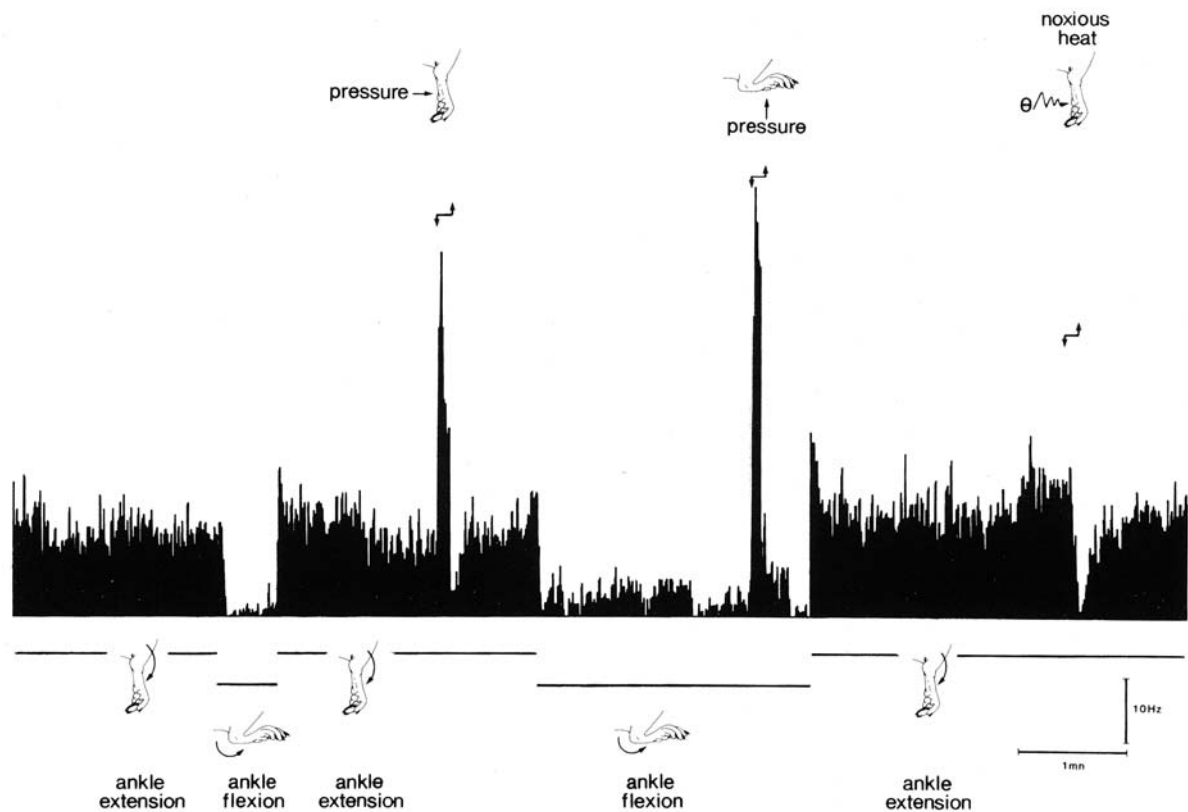 noxious
heat
pressure
pressure
θ
10Hz
1mn
ankle
extension
ankle
flexion
ankle
extension
ankle
flexion
ankle
extension